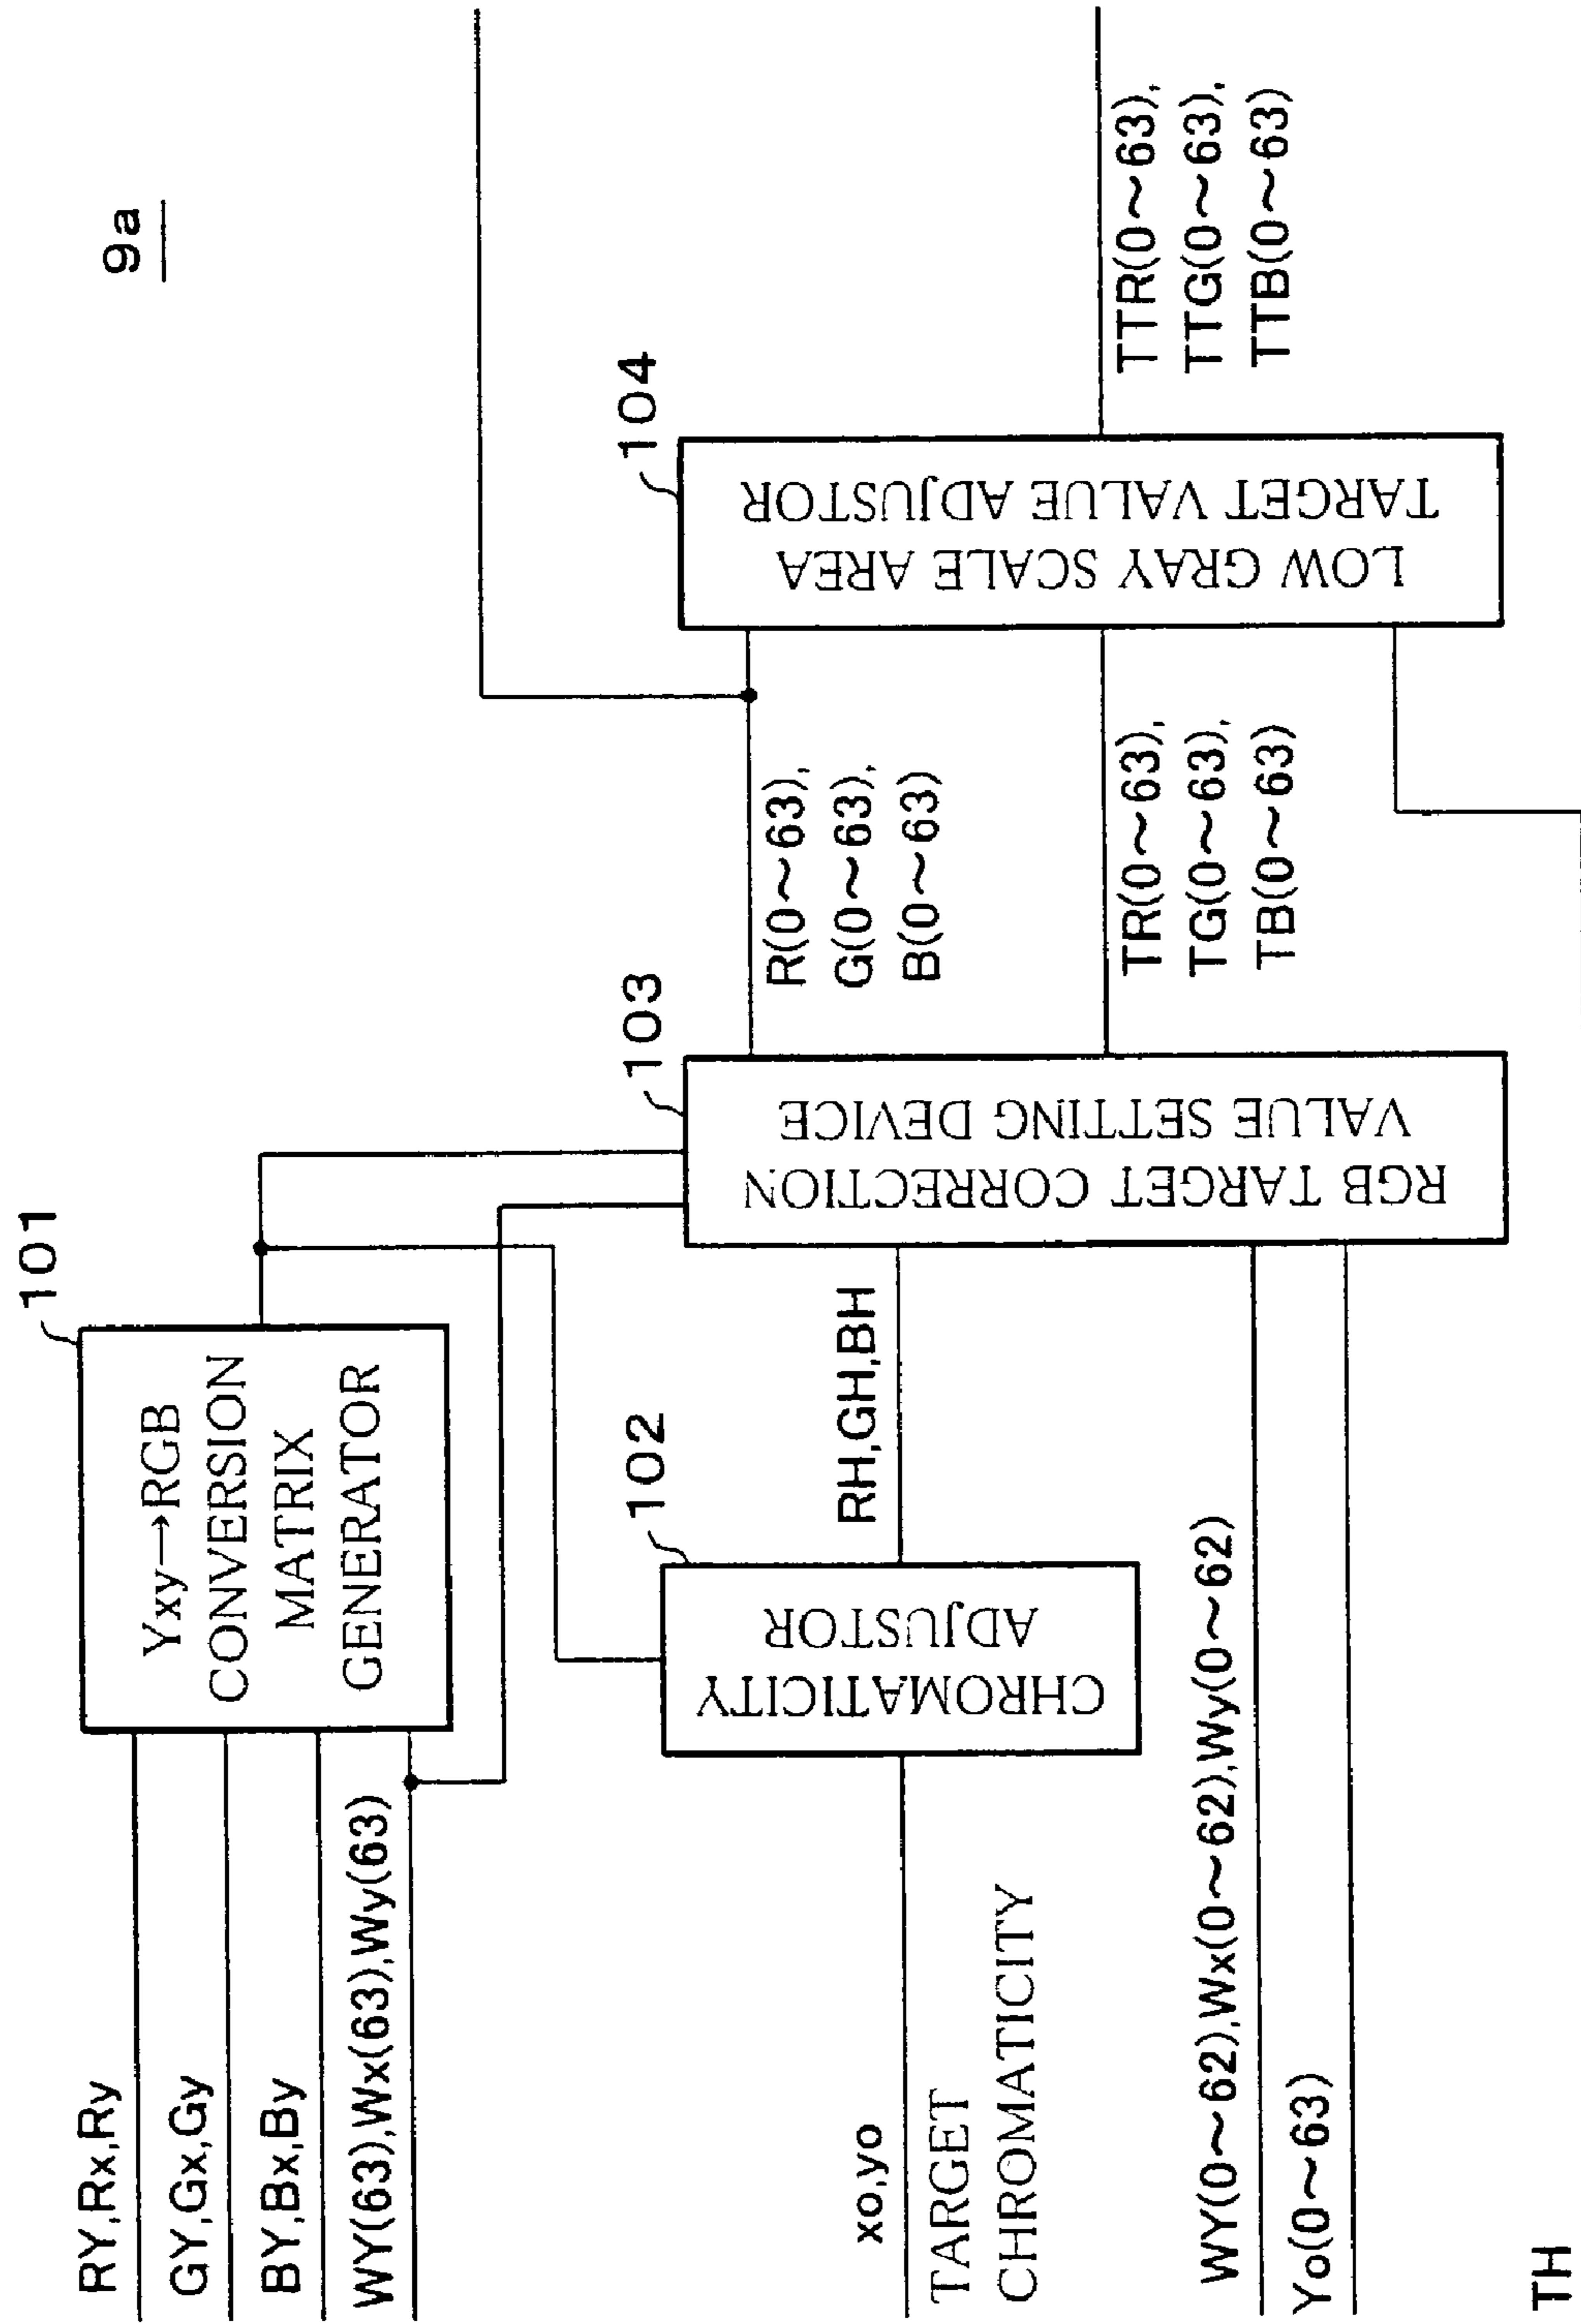 9a
101
Yxy→RGB
CONVERSION
MATRIX
GENERATOR
RY,Rx,Ry
GY,Gx,Gy
BY,Bx,By
WY(63),Wx(63),Wy(63)
102
CHROMATICITY
ADJUSTOR
xo,yo
TARGET
CHROMATICITY
RH,GH,BH
WY(0~62),Wx(0~62),Wy(0~62)
Yo(0~63)
TH
103
RGB TARGET CORRECTION
VALUE SETTING DEVICE
R(0~63),
G(0~63),
B(0~63)
TR(0~63),
TG(0~63),
TB(0~63)
104
LOW GRAY SCALE AREA
TARGET VALUE ADJUSTOR
TTR(0~63),
TTG(0~63),
TTB(0~63)